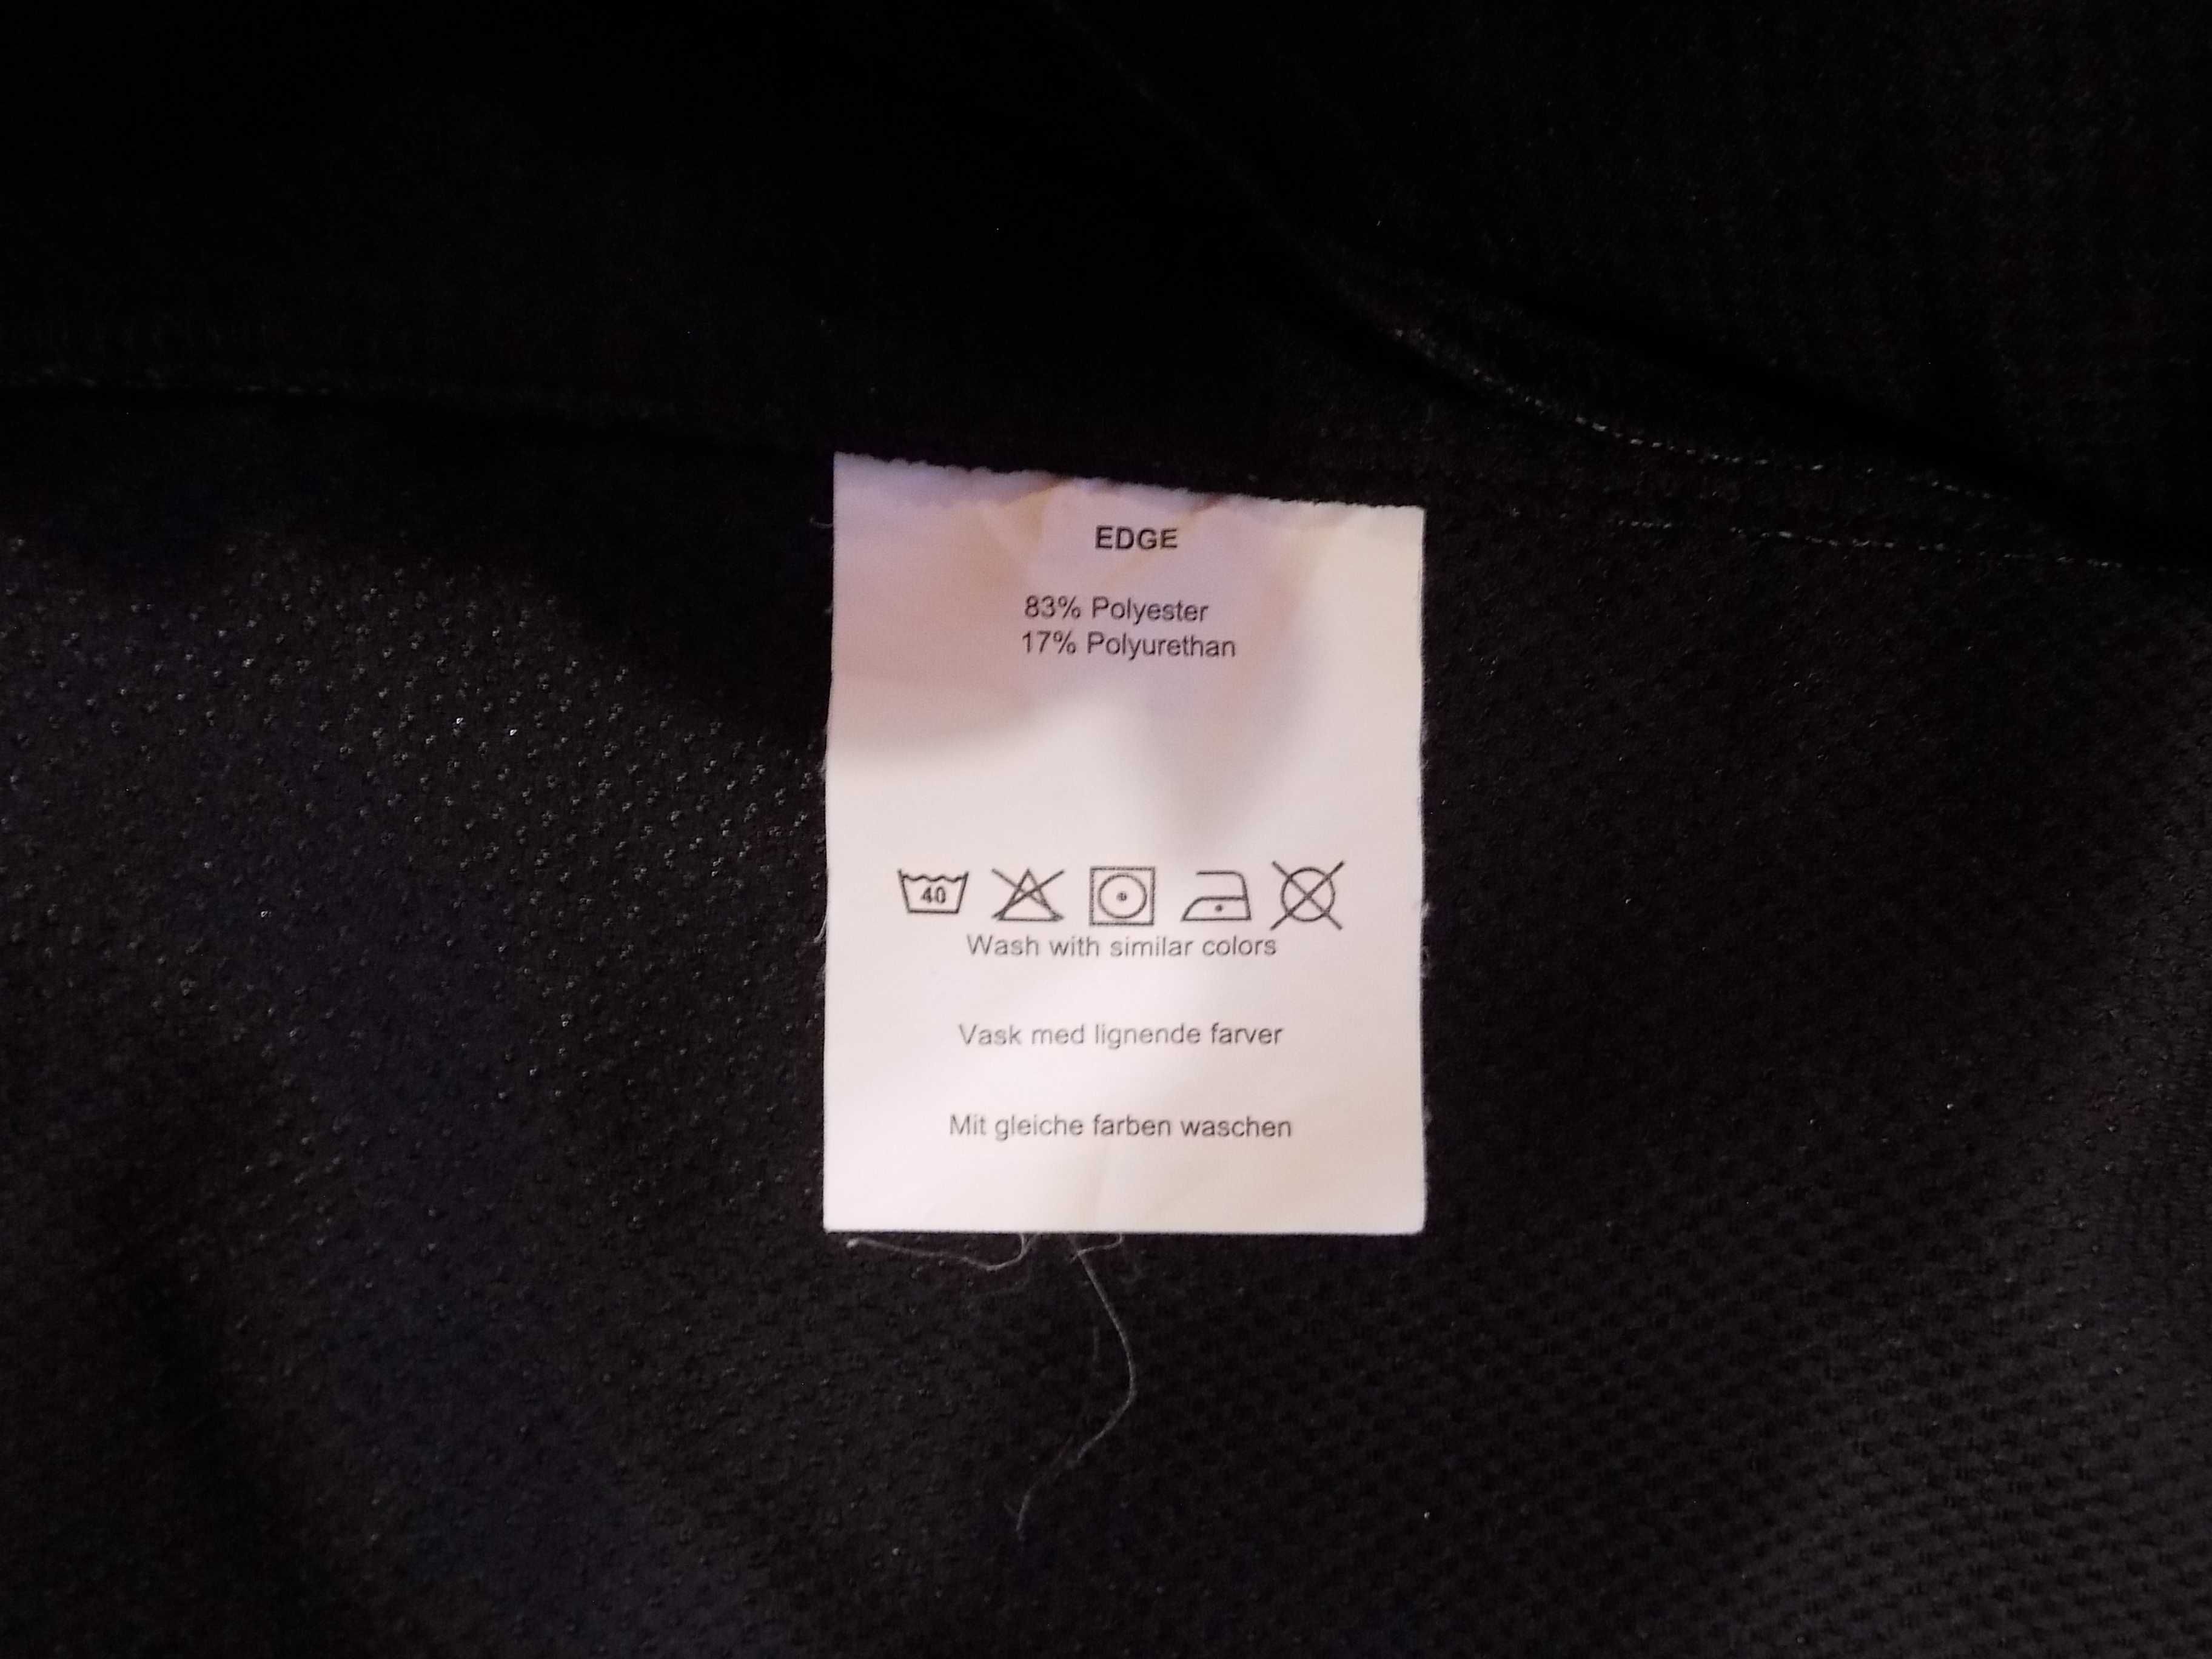 EDGE
83% Polyester
17% Polyurethan
40
Wash with similar colors
Vask med lignende farver
Mit gleiche farben waschen